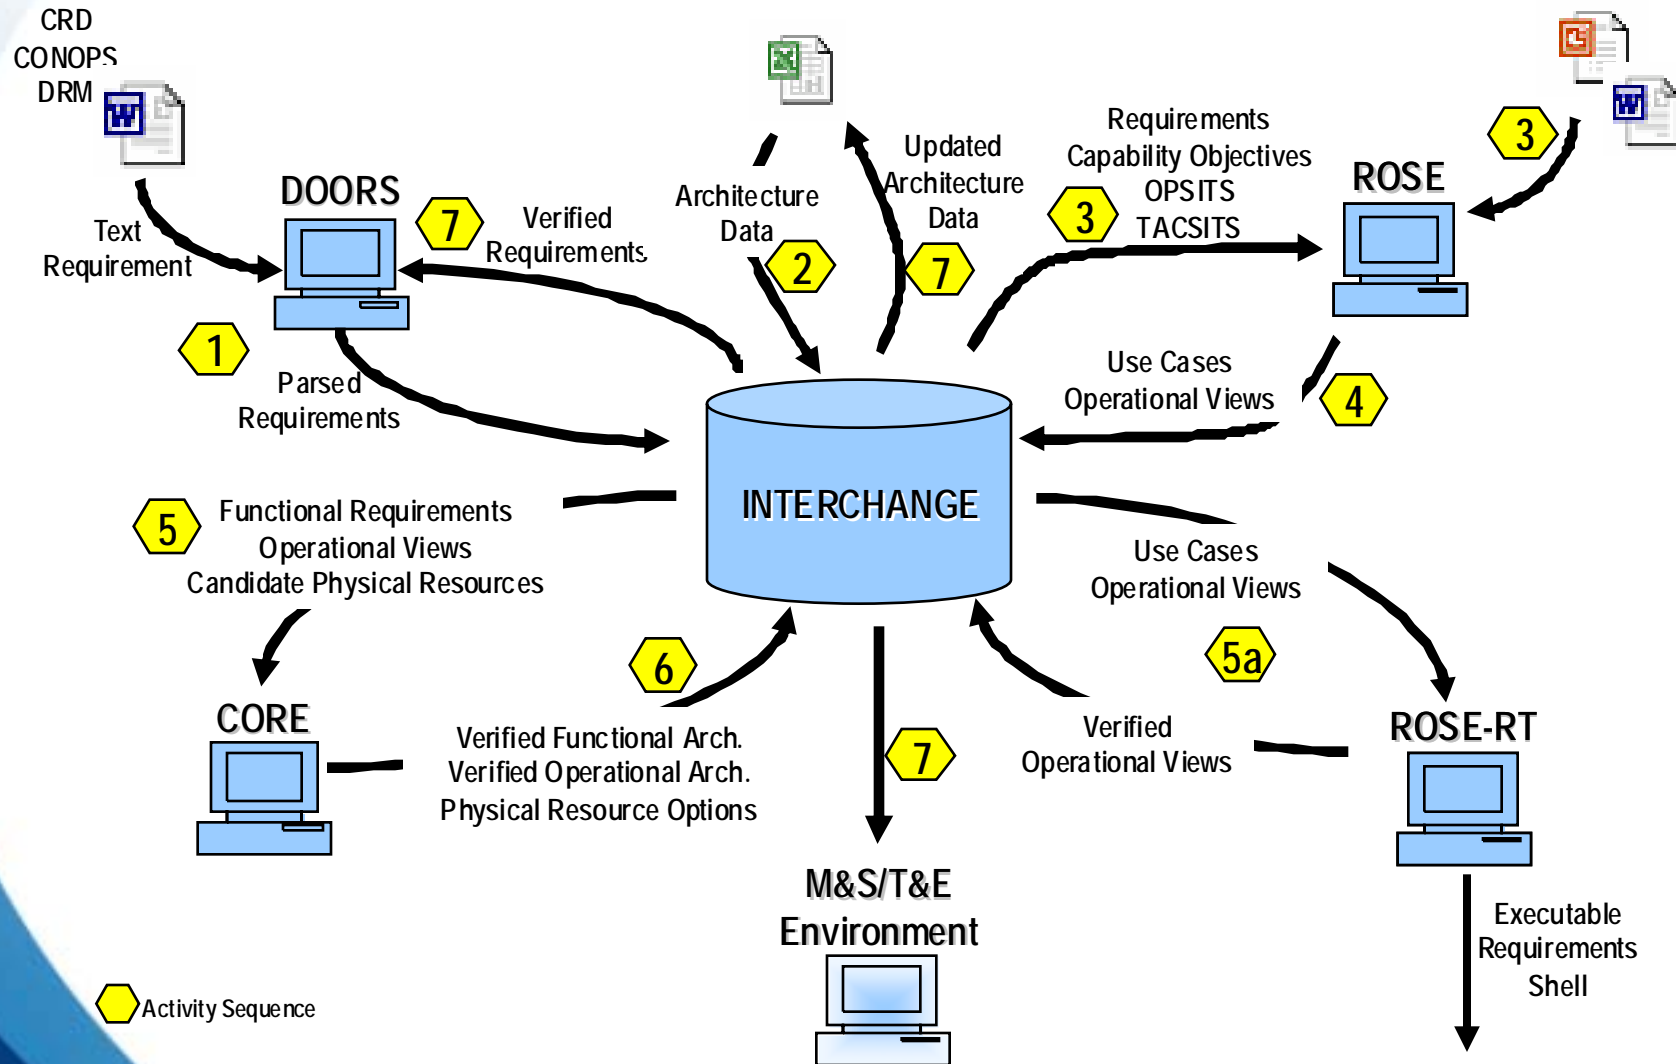 CRD
CONOPS
DRM
W
X
W
3
DOORS
Text
Requirement
7
Verified
Requirements
Architecture
Data
2
Updated
Architecture
Data
7
Requirements
Capability Objectives
OPSITS
TACSITS
3
ROSE
1
Parsed
Requirements
Use Cases
Operational Views
4
INTERCHANGE
5
Functional Requirements
Operational Views
Candidate Physical Resources
Use Cases
Operational Views
5a
6
CORE
Verified Functional Arch.
Verified Operational Arch.
Physical Resource Options
7
Verified
Operational Views
ROSE-RT
M&S/T&E
Environment
Executable
Requirements
Shell
Activity Sequence